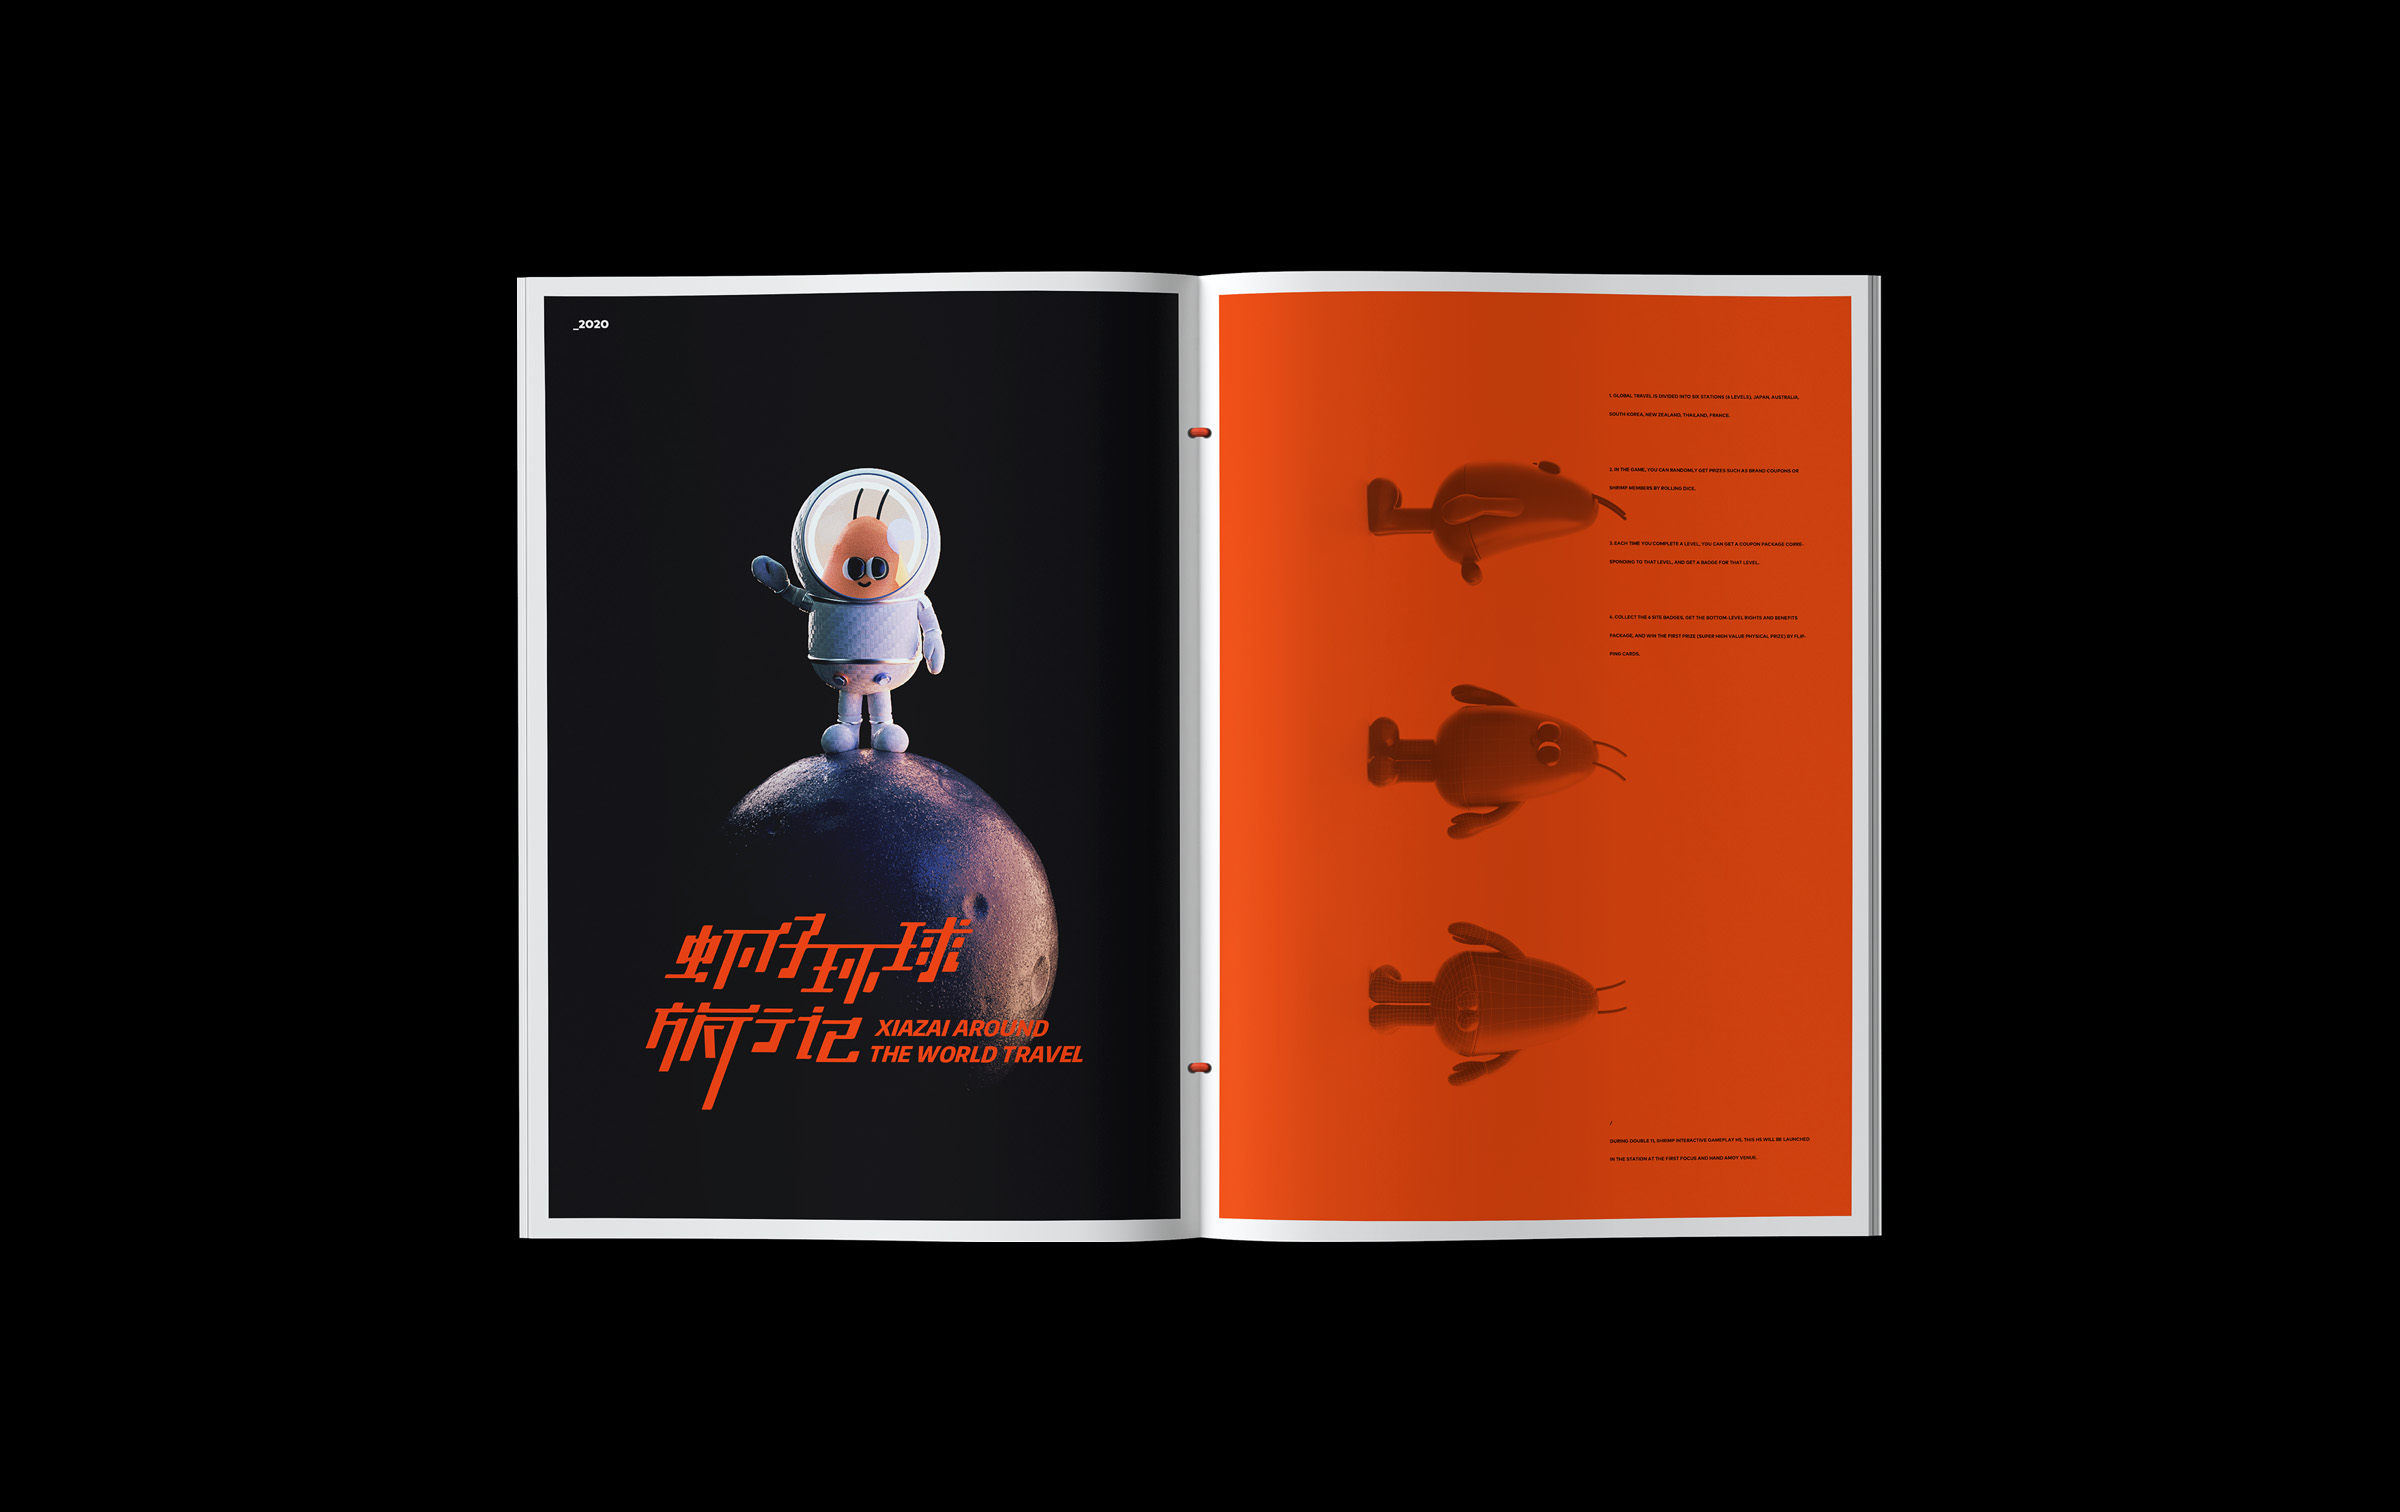 _2020
虾仔环球
旅行记
XIAZAI AROUND
THE WORLD TRAVEL
1. GLOBAL TRAVEL IS DIVIDED INTO SIX STATIONS (6 LEVELS), JAPAN, AUSTRALIA,
SOUTH KOREA, NEW ZEALAND, THAILAND, FRANCE.
2. IN THE GAME, YOU CAN RANDOMLY GET PRIZES SUCH AS BRAND COUPONS OR
SHRIMP MEMBERS BY ROLLING DICE.
3. EACH TIME YOU COMPLETE A LEVEL, YOU CAN GET A COUPON PACKAGE CORRE-
SPONDING TO THAT LEVEL, AND GET A BADGE FOR THAT LEVEL.
4. COLLECT THE 6 SITE BADGES, GET THE BOTTOM-LEVEL RIGHTS AND BENEFITS
PACKAGE, AND WIN THE FIRST PRIZE (SUPER HIGH VALUE PHYSICAL PRIZE) BY FLIP-
PING CARDS.
/
DURING DOUBLE 11, SHRIMP INTERACTIVE GAMEPLAY H5, THIS H5 WILL BE LAUNCHED
IN THE STATION AT THE FIRST FOCUS AND HAND AMOY VENUE.